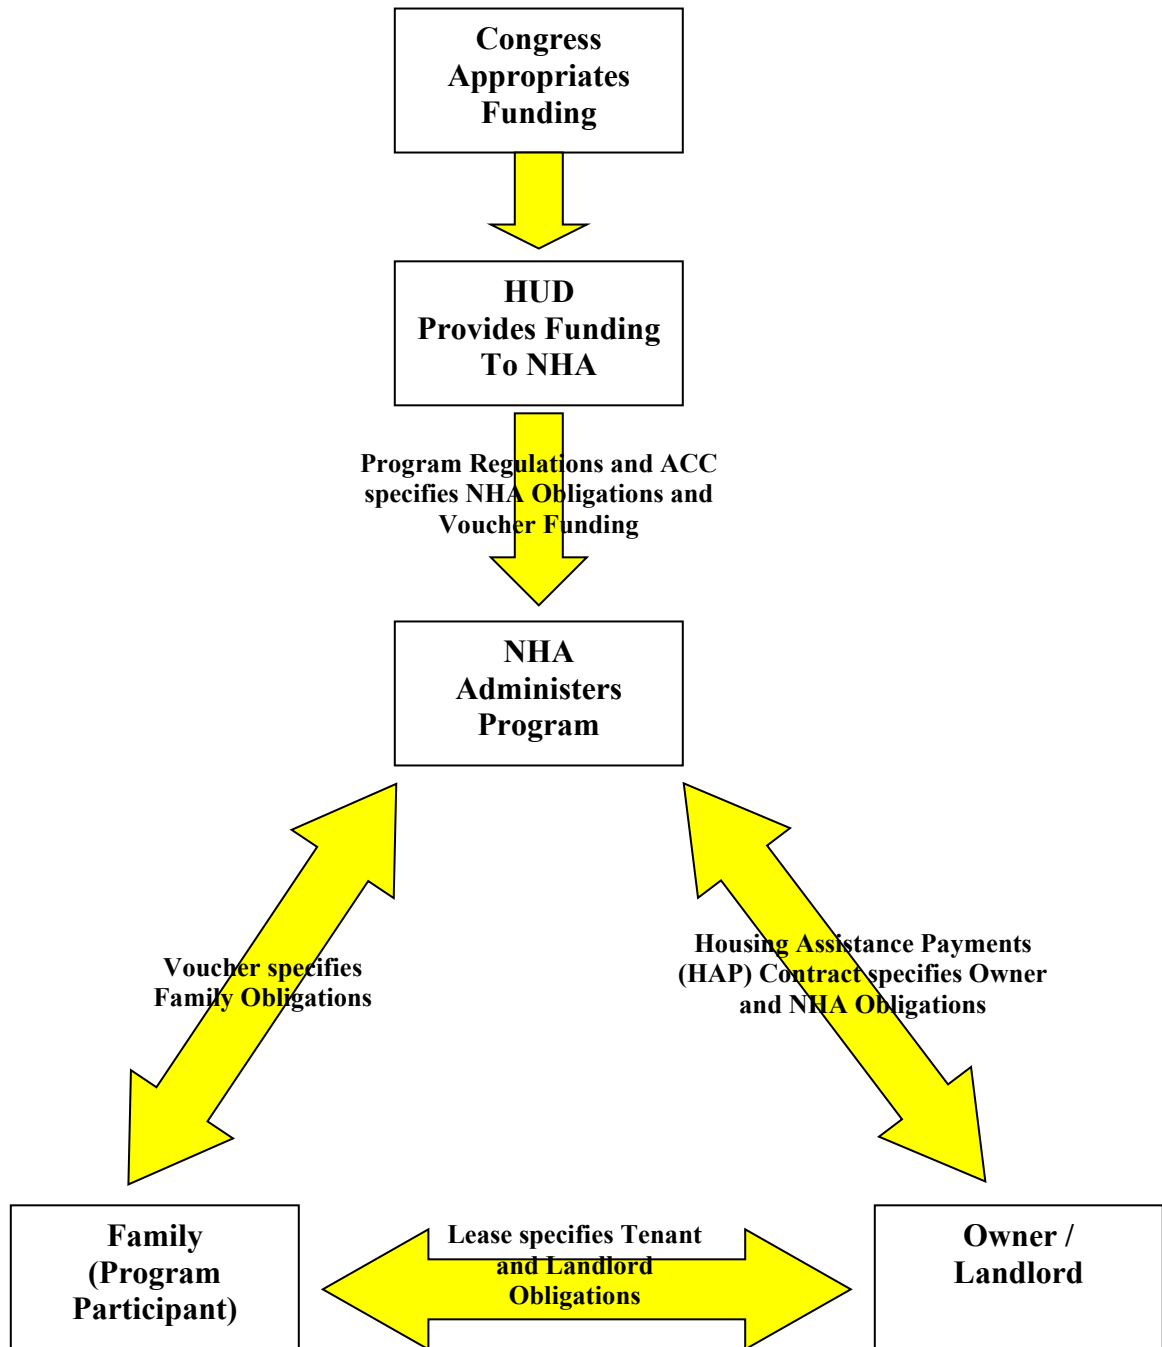 Congress
Appropriates
Funding
HUD
Provides Funding
To NHA
Program Regulations and ACC
specifies NHA Obligations and
Voucher Funding
NHA
Administers
Program
Voucher specifies
Family Obligations
Housing Assistance Payments
(HAP) Contract specifies Owner
and NHA Obligations
Family
(Program
Participant)
Lease specifies Tenant
and Landlord
Obligations
Owner /
Landlord